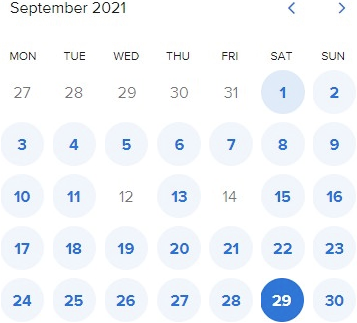 September 2021
MON TUE WED THU FRI SAT SUN
27 28 29 30 31 1 2
3 4 5 6 7 8 9
10 11 12 13 14 15 16
17 18 19 20 21 22 23
24 25 26 27 28 29 30